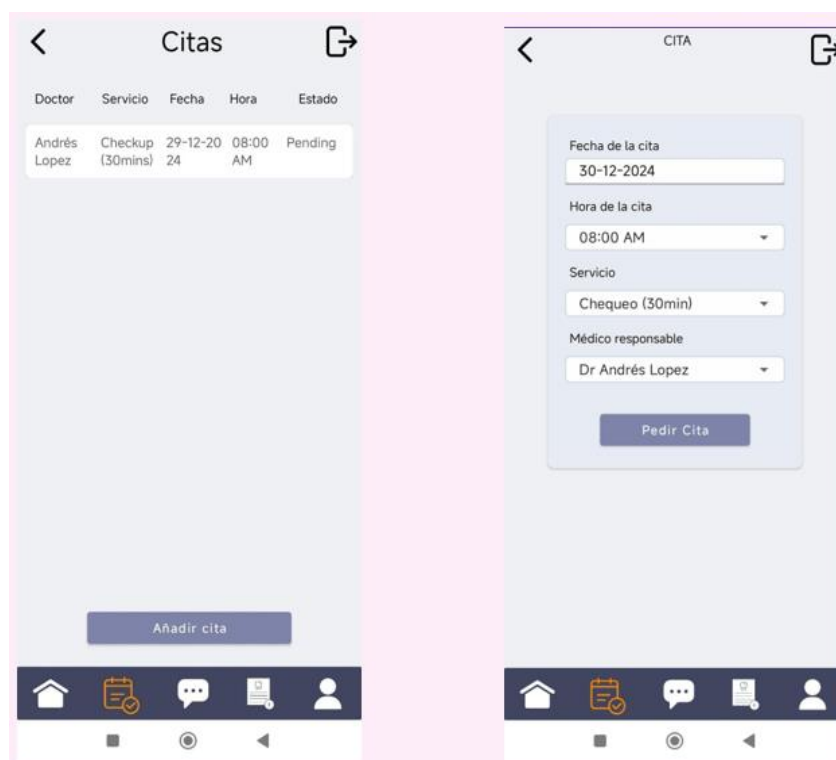 Citas
Doctor Servicio Fecha Hora Estado
Andrés Checkup 29-12-20 08:00 Pending
Lopez (30mins) 24 AM
Añadir cita
CITA
Fecha de la cita
30-12-2024
Hora de la cita
08:00 AM
Servicio
Chequeo (30min)
Médico responsable
Dr Andrés Lopez
Pedir Cita